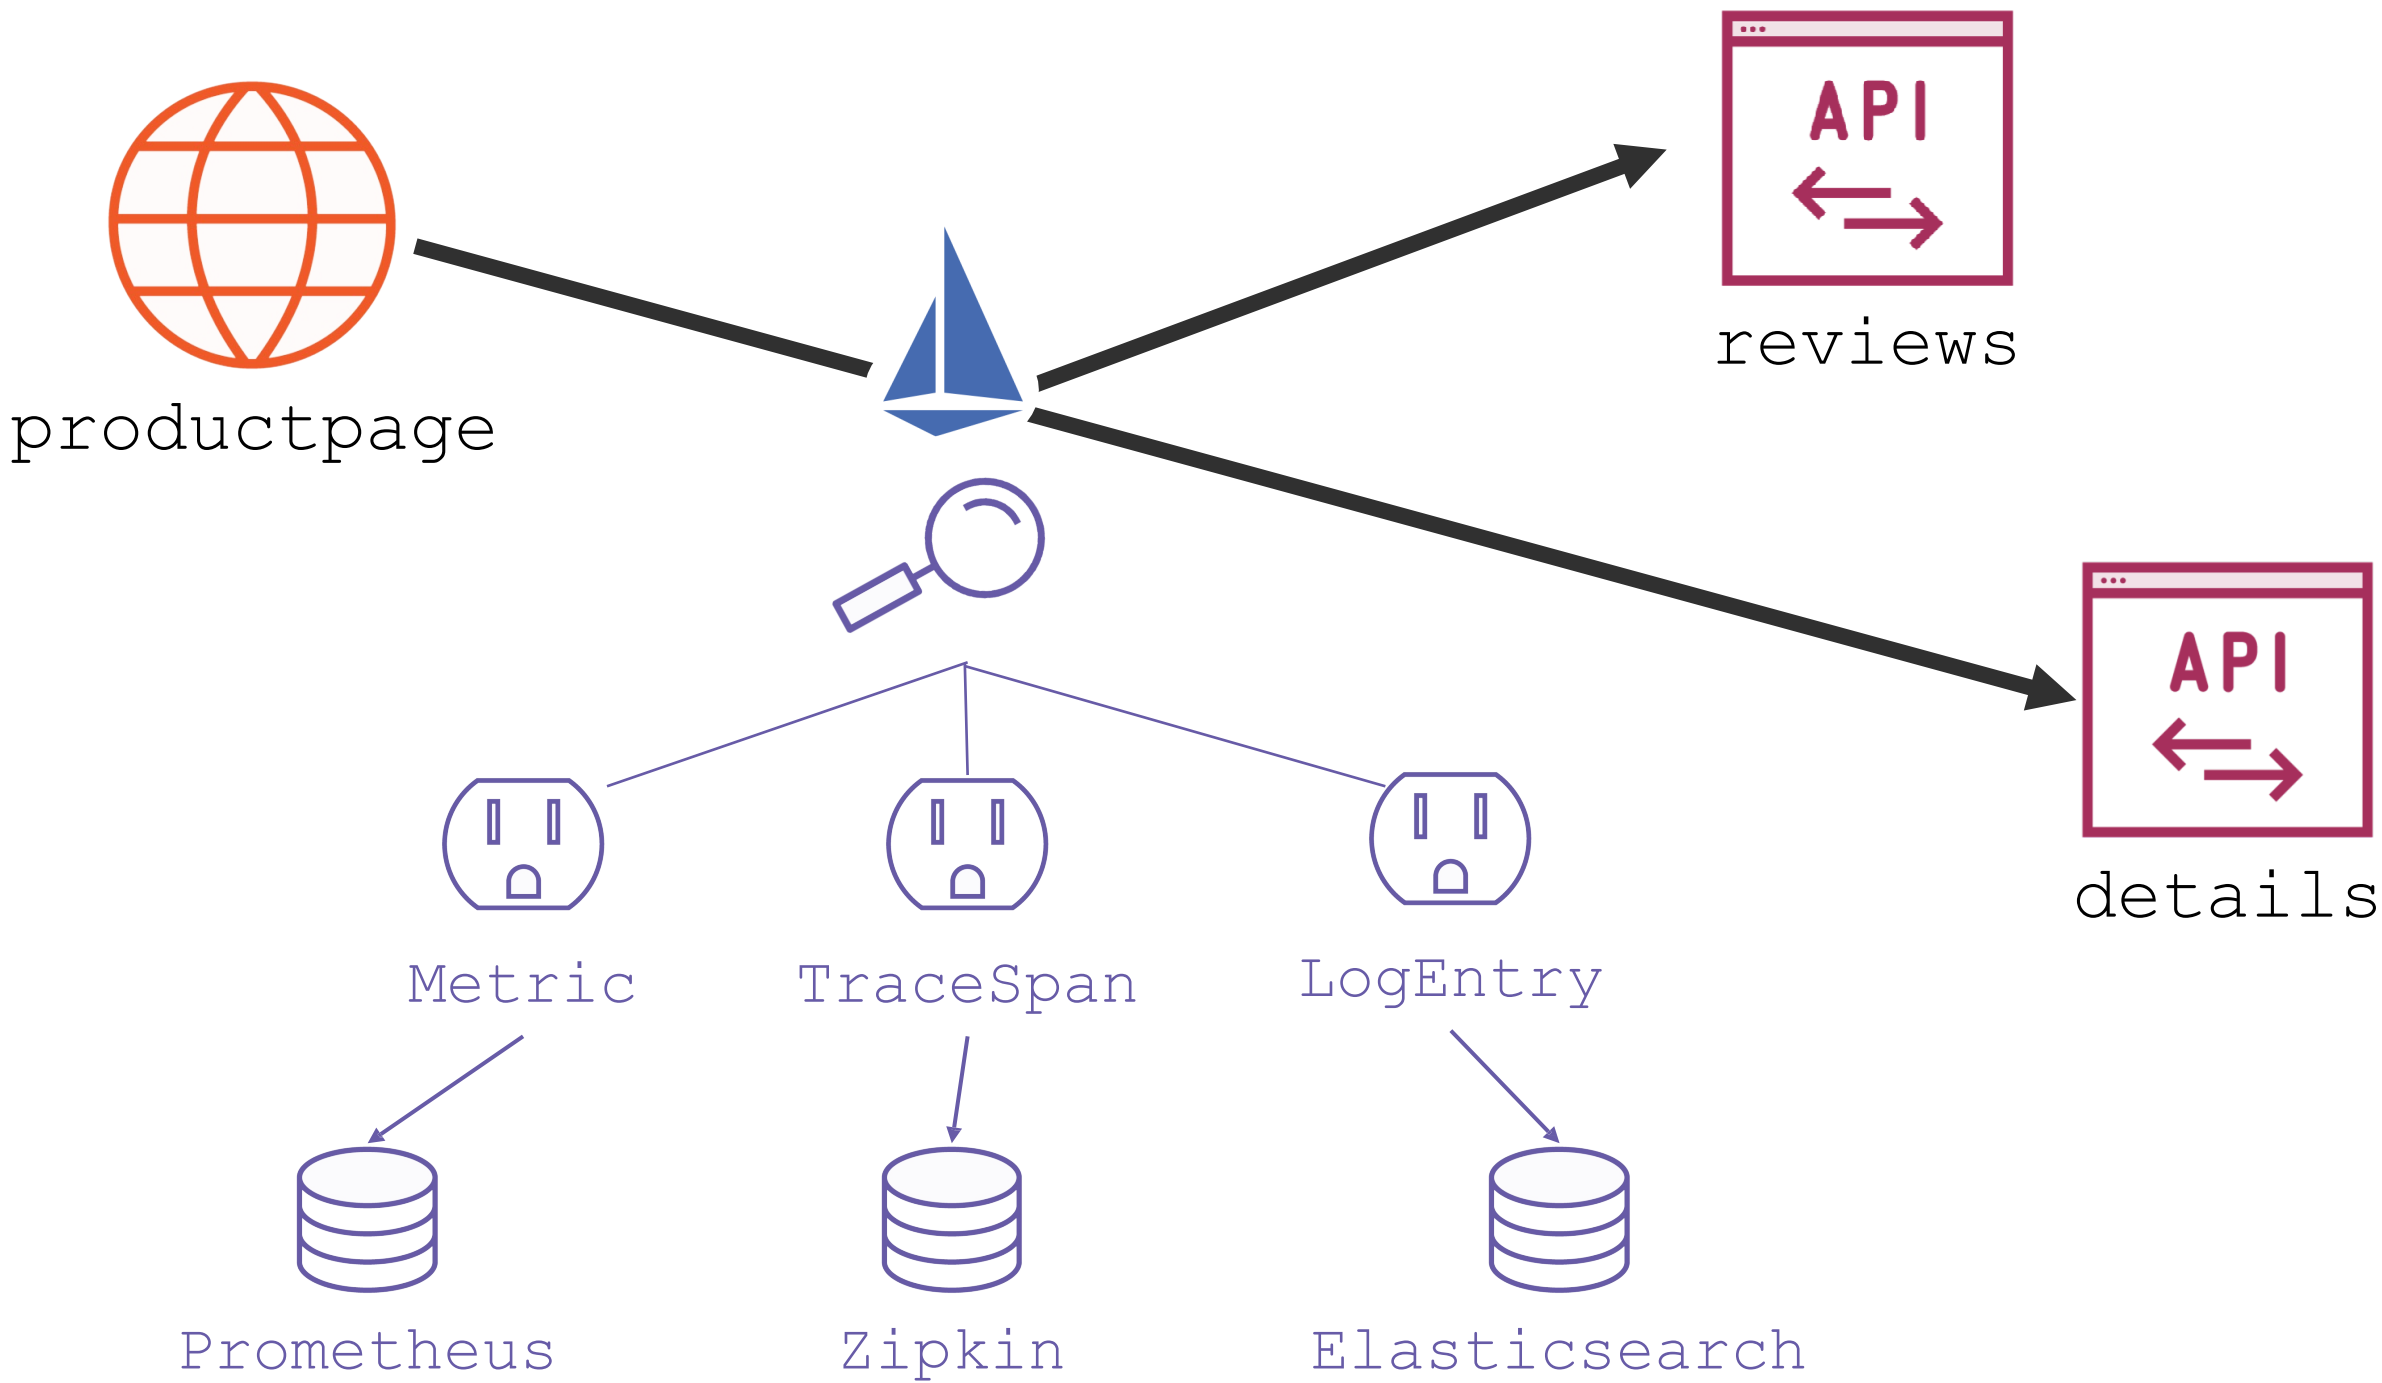 API
reviews
productpage
API
details
Metric
TraceSpan
LogEntry
Prometheus
Zipkin
Elasticsearch